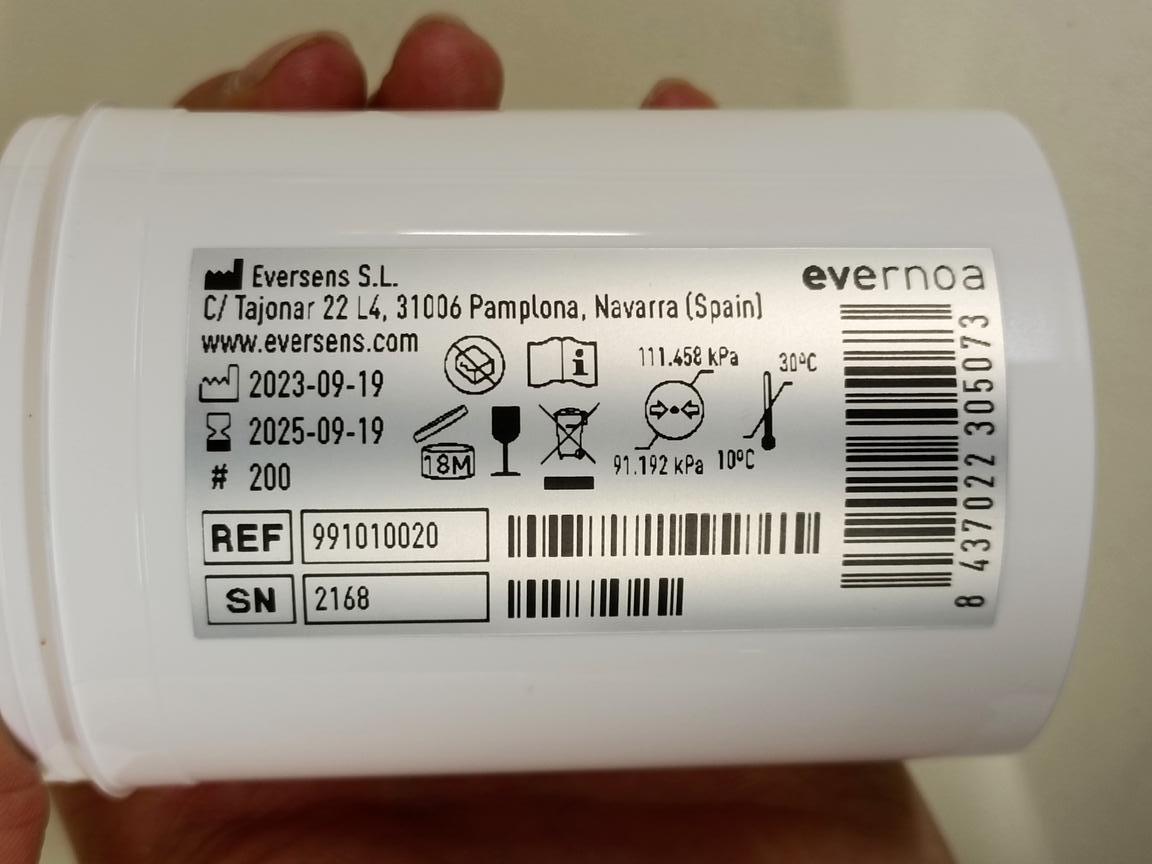 Eversens S.L.
evernoa
C/ Tajonar 22 L4, 31006 Pamplona, Navarra (Spain)
www.eversens.com
2023-09-19
2025-09-19
# 200
18M
i
111.458 kPa
91.192 kPa
30ºC
10ºC
REF 991010020
SN 2168
8 437022 305073